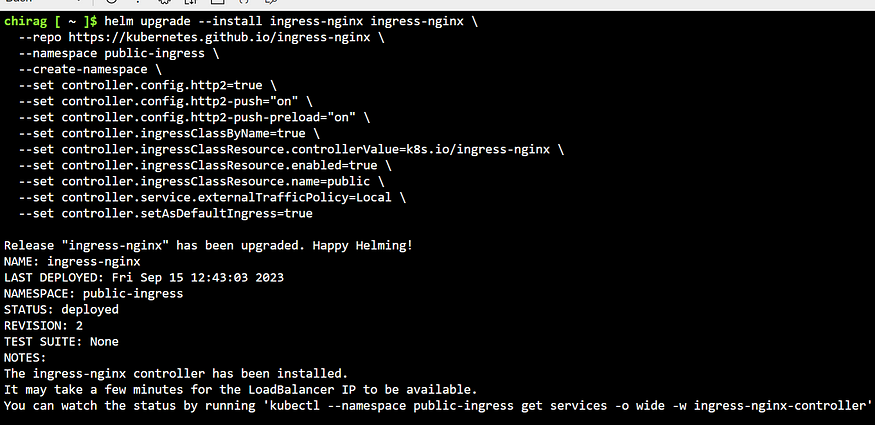 chirag [ ~ ]$ helm upgrade --install ingress-nginx ingress-nginx \
--repo https://kubernetes.github.io/ingress-nginx \
--namespace public-ingress \
--create-namespace \
--set controller.config.http2=true \
--set controller.config.http2-push="on" \
--set controller.config.http2-push-preload="on" \
--set controller.ingressClassByName=true \
--set controller.ingressClassResource.controllerValue=k8s.io/ingress-nginx \
--set controller.ingressClassResource.enabled=true \
--set controller.ingressClassResource.name=public \
--set controller.service.externalTrafficPolicy=Local \
--set controller.setAsDefaultIngress=true
Release "ingress-nginx" has been upgraded. Happy Helming!
NAME: ingress-nginx
LAST DEPLOYED: Fri Sep 15 12:43:03 2023
NAMESPACE: public-ingress
STATUS: deployed
REVISION: 2
TEST SUITE: None
NOTES:
The ingress-nginx controller has been installed.
It may take a few minutes for the LoadBalancer IP to be available.
You can watch the status by running 'kubectl --namespace public-ingress get services -o wide -w ingress-nginx-controller'